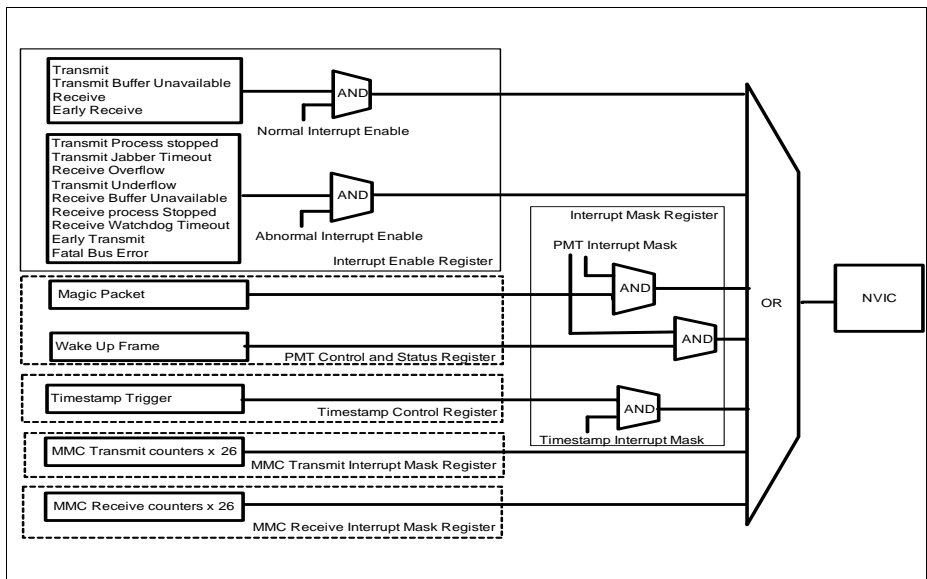 Transmit
Transmit Buffer Unavailable
Receive
Early Receive
AND
Normal Interrupt Enable
Transmit Process stopped
Transmit Jabber Timeout
Receive Overflow
Transmit Underflow
Receive Buffer Unavailable
Receive process Stopped
Receive Watchdog Timeout
Early Transmit
Fatal Bus Error
AND
Abnormal Interrupt Enable
Interrupt Enable Register
Interrupt Mask Register
PMT Interrupt Mask
Magic Packet
AND
Wake Up Frame
AND
PMT Control and Status Register
Timestamp Trigger
AND
Timestamp Control Register
Timestamp Interrupt Mask
MMC Transmit counters x 26
MMC Transmit Interrupt Mask Register
MMC Receive counters x 26
MMC Receive Interrupt Mask Register
OR
NVIC